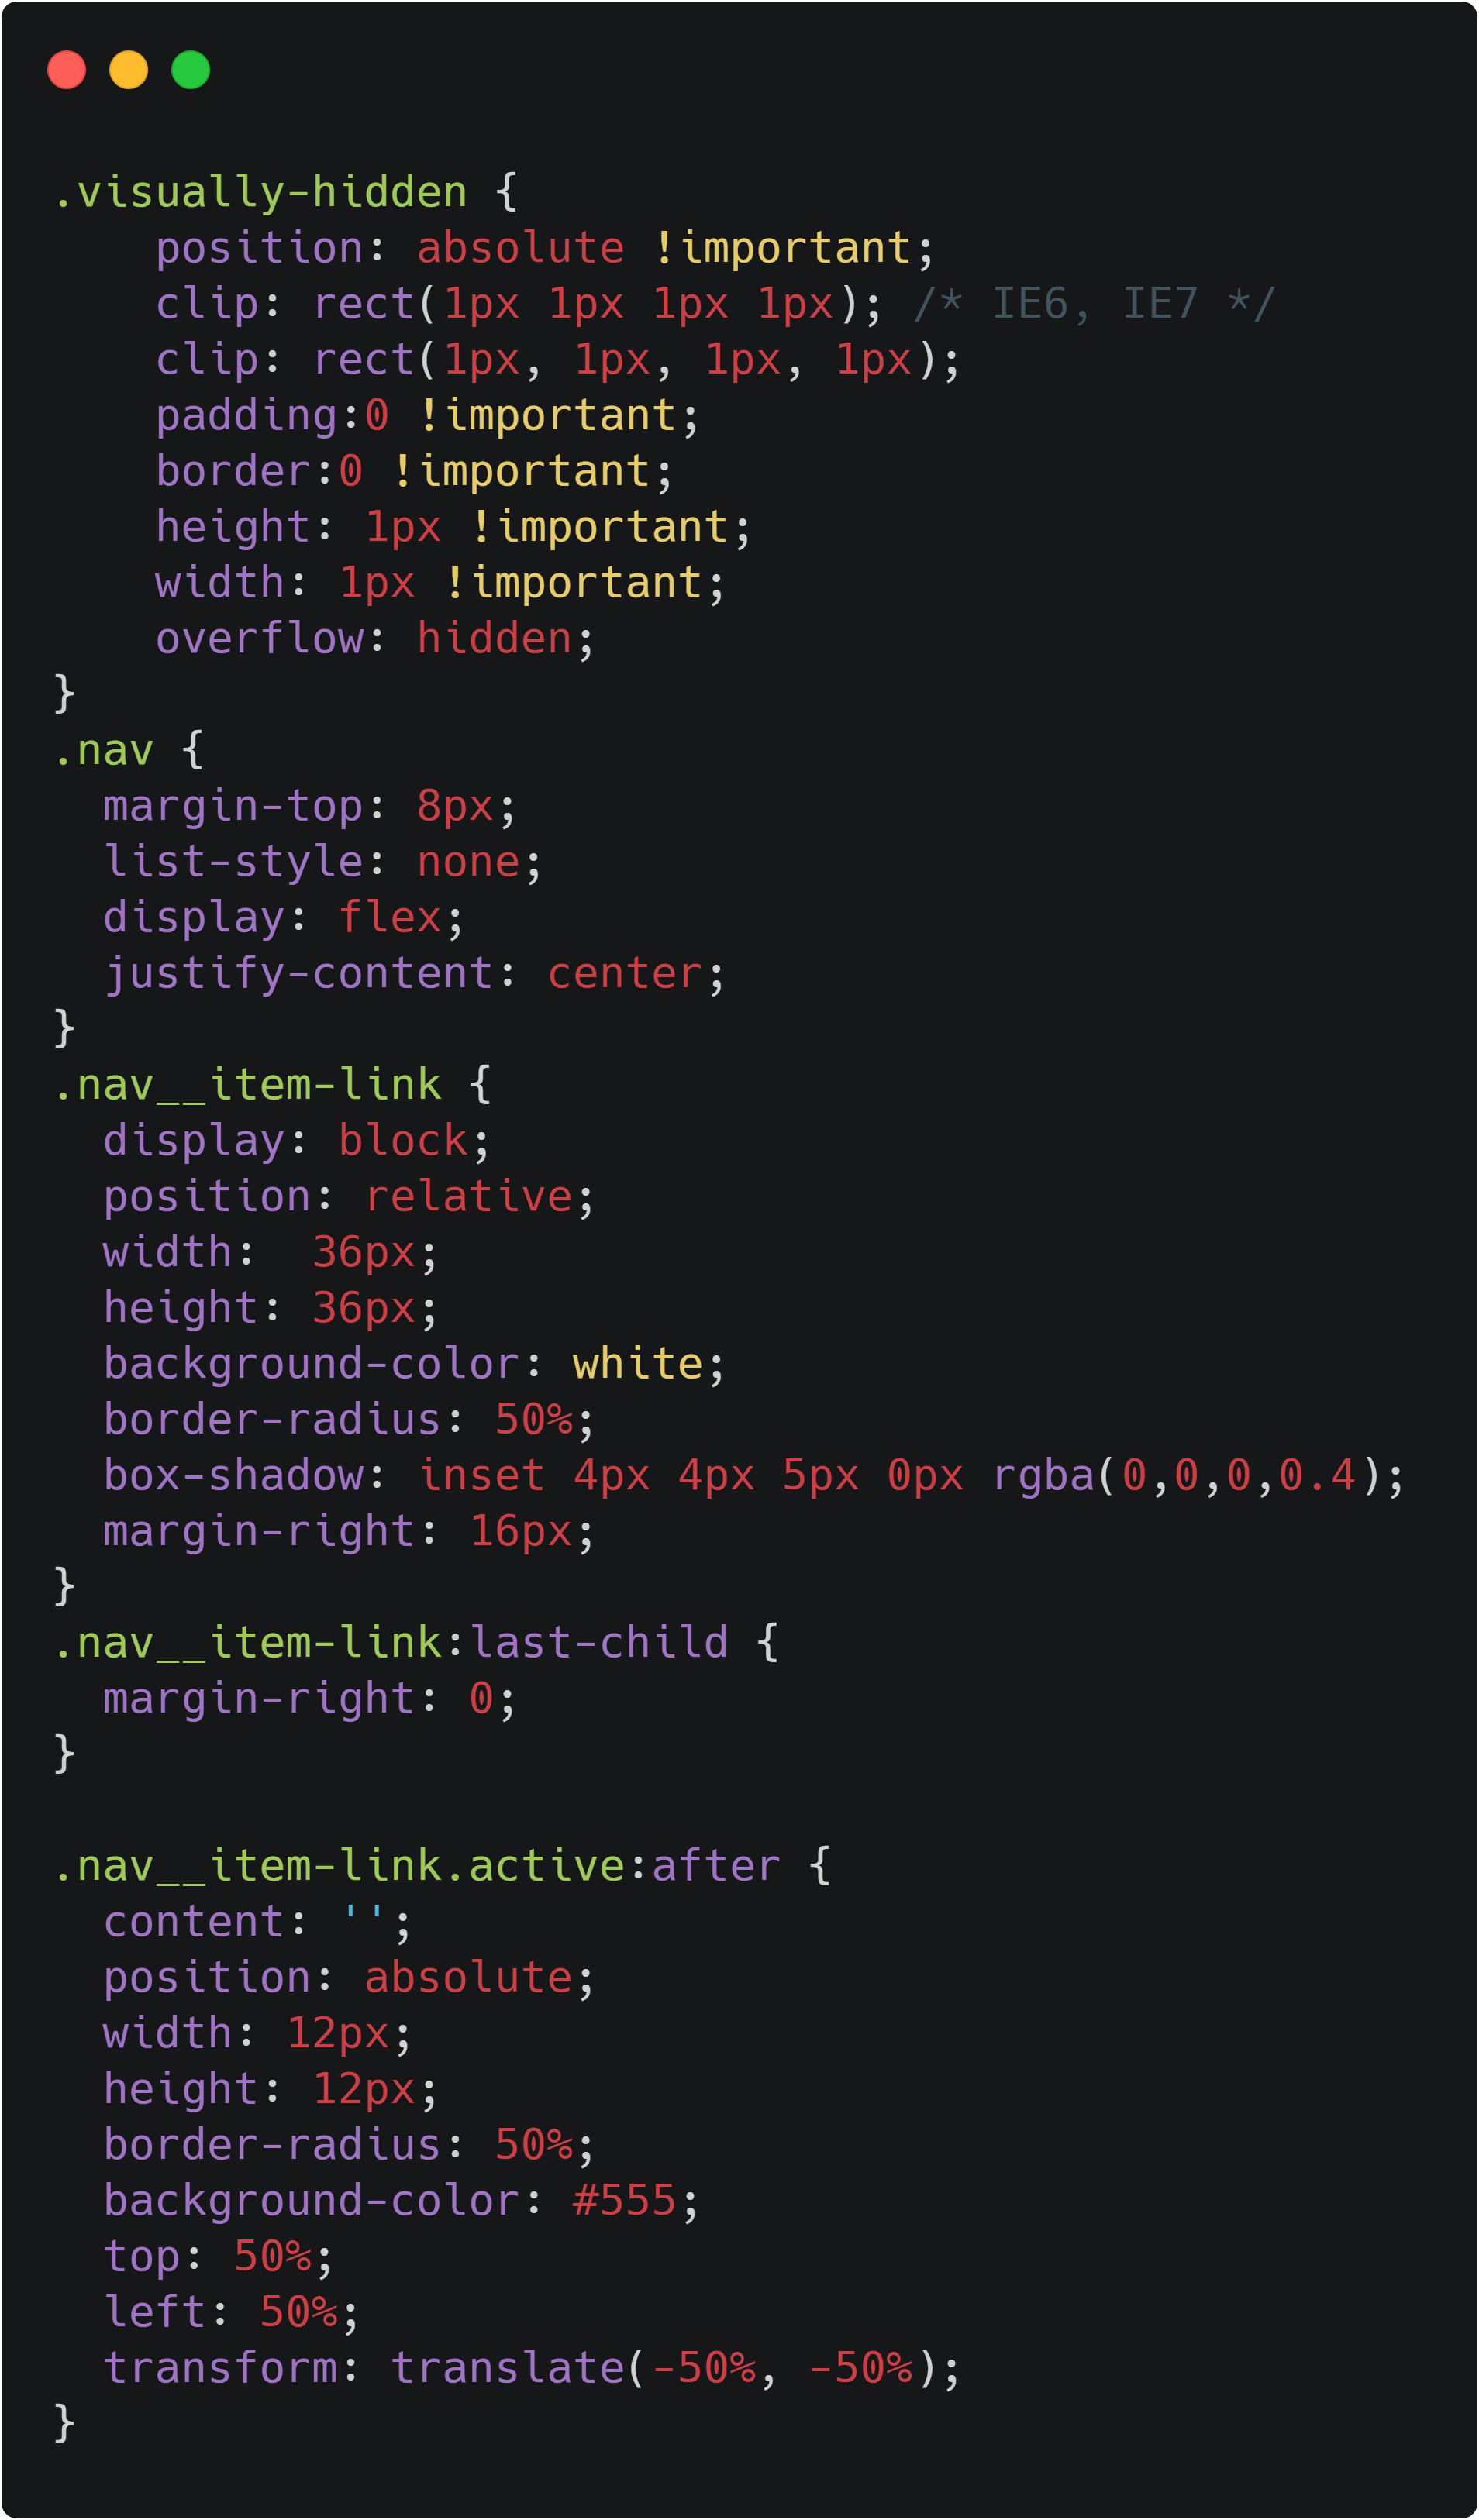 .visually-hidden {
    position: absolute !important;
    clip: rect(1px 1px 1px 1px); /* IE6, IE7 */
    clip: rect(1px, 1px, 1px, 1px);
    padding:0 !important;
    border:0 !important;
    height: 1px !important;
    width: 1px !important;
    overflow: hidden;
}
.nav {
  margin-top: 8px;
  list-style: none;
  display: flex;
  justify-content: center;
}
.nav__item-link {
  display: block;
  position: relative;
  width:  36px;
  height: 36px;
  background-color: white;
  border-radius: 50%;
  box-shadow: inset 4px 4px 5px 0px rgba(0,0,0,0.4);
  margin-right: 16px;
}
.nav__item-link:last-child {
  margin-right: 0;
}

.nav__item-link.active:after {
  content: '';
  position: absolute;
  width: 12px;
  height: 12px;
  border-radius: 50%;
  background-color: #555;
  top: 50%;
  left: 50%;
  transform: translate(-50%, -50%);
}